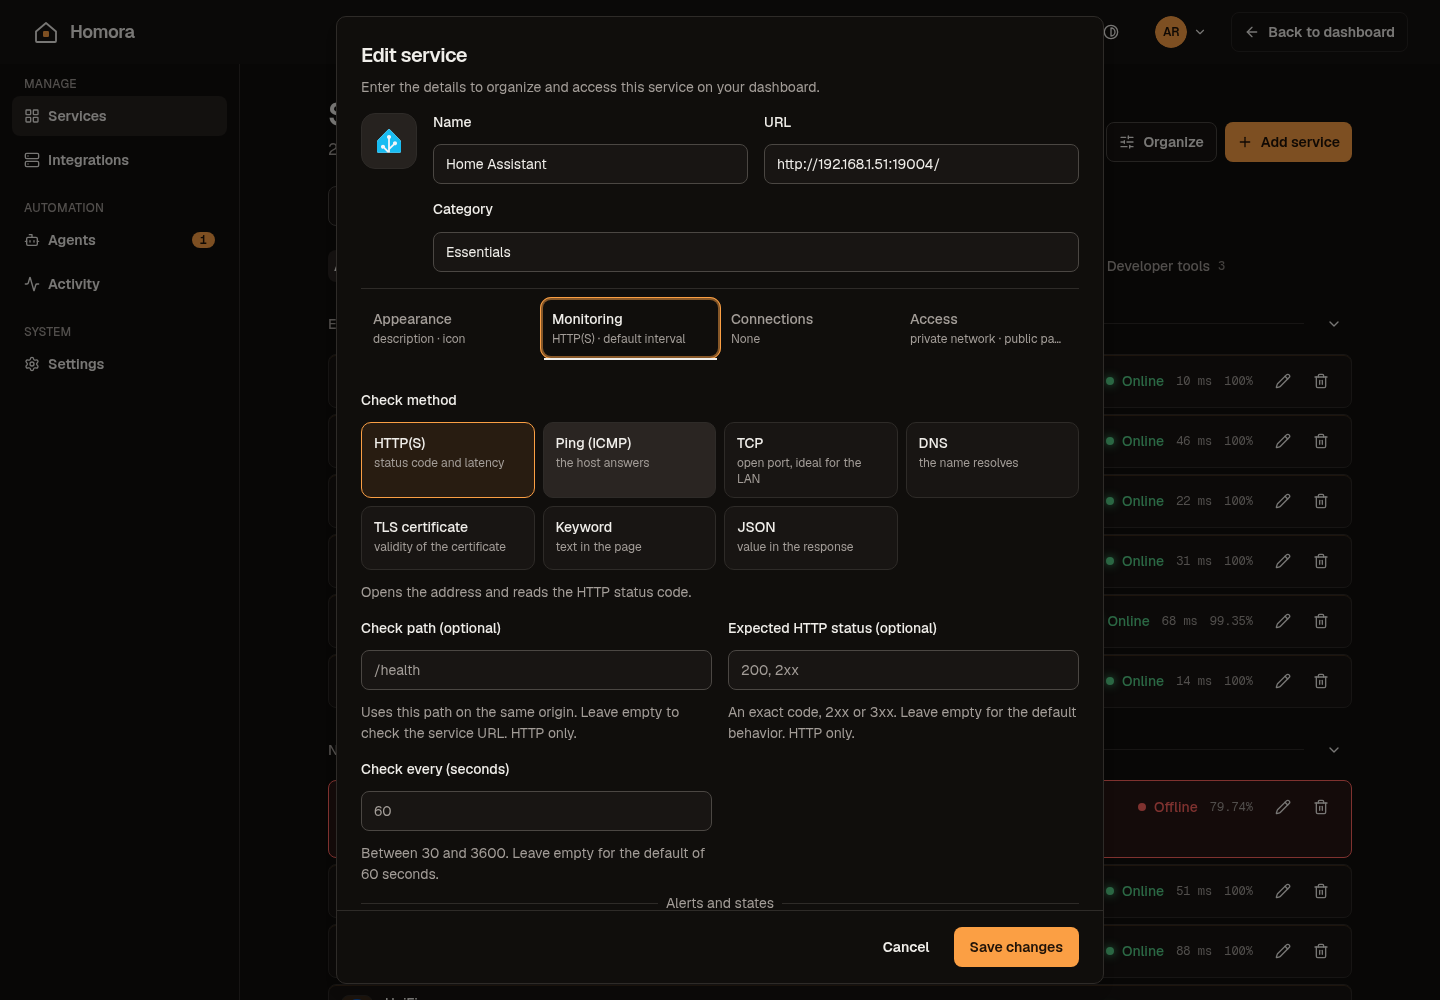 Homora
AR
Back to dashboard
MANAGE
Services
Integrations
AUTOMATION
Agents
1
Activity
SYSTEM
Settings
Organize
Add service
Developer tools 3
Edit service
Enter the details to organize and access this service on your dashboard.
Name
URL
Home Assistant
http://192.168.1.51:19004/
Category
Essentials
Appearance
description · icon
Monitoring
HTTP(S) · default interval
Connections
None
Access
private network · public pa…
Check method
HTTP(S)
status code and latency
Ping (ICMP)
the host answers
TCP
open port, ideal for the
LAN
DNS
the name resolves
TLS certificate
validity of the certificate
Keyword
text in the page
JSON
value in the response
Opens the address and reads the HTTP status code.
Check path (optional)
Expected HTTP status (optional)
/health
200, 2xx
Uses this path on the same origin. Leave empty to
check the service URL. HTTP only.
An exact code, 2xx or 3xx. Leave empty for the default
behavior. HTTP only.
Check every (seconds)
60
Between 30 and 3600. Leave empty for the default of
60 seconds.
Alerts and states
Cancel
Save changes
Online 10 ms 100%
Online 46 ms 100%
Online 22 ms 100%
Online 31 ms 100%
Online 68 ms 99.35%
Online 14 ms 100%
Offline 79.74%
Online 51 ms 100%
Online 88 ms 100%